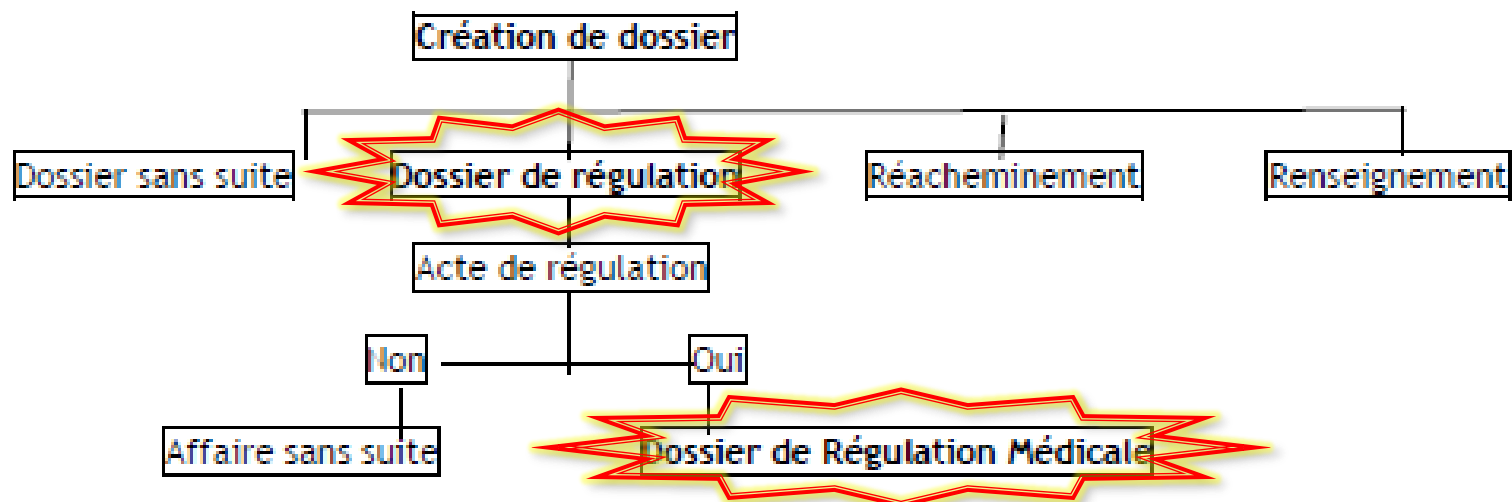 Création de dossier
Dossier sans suite
Dossier de régulation
Réacheminement
Renseignement
Acte de régulation
Non
Oui
Affaire sans suite
Dossier de Régulation Médicale